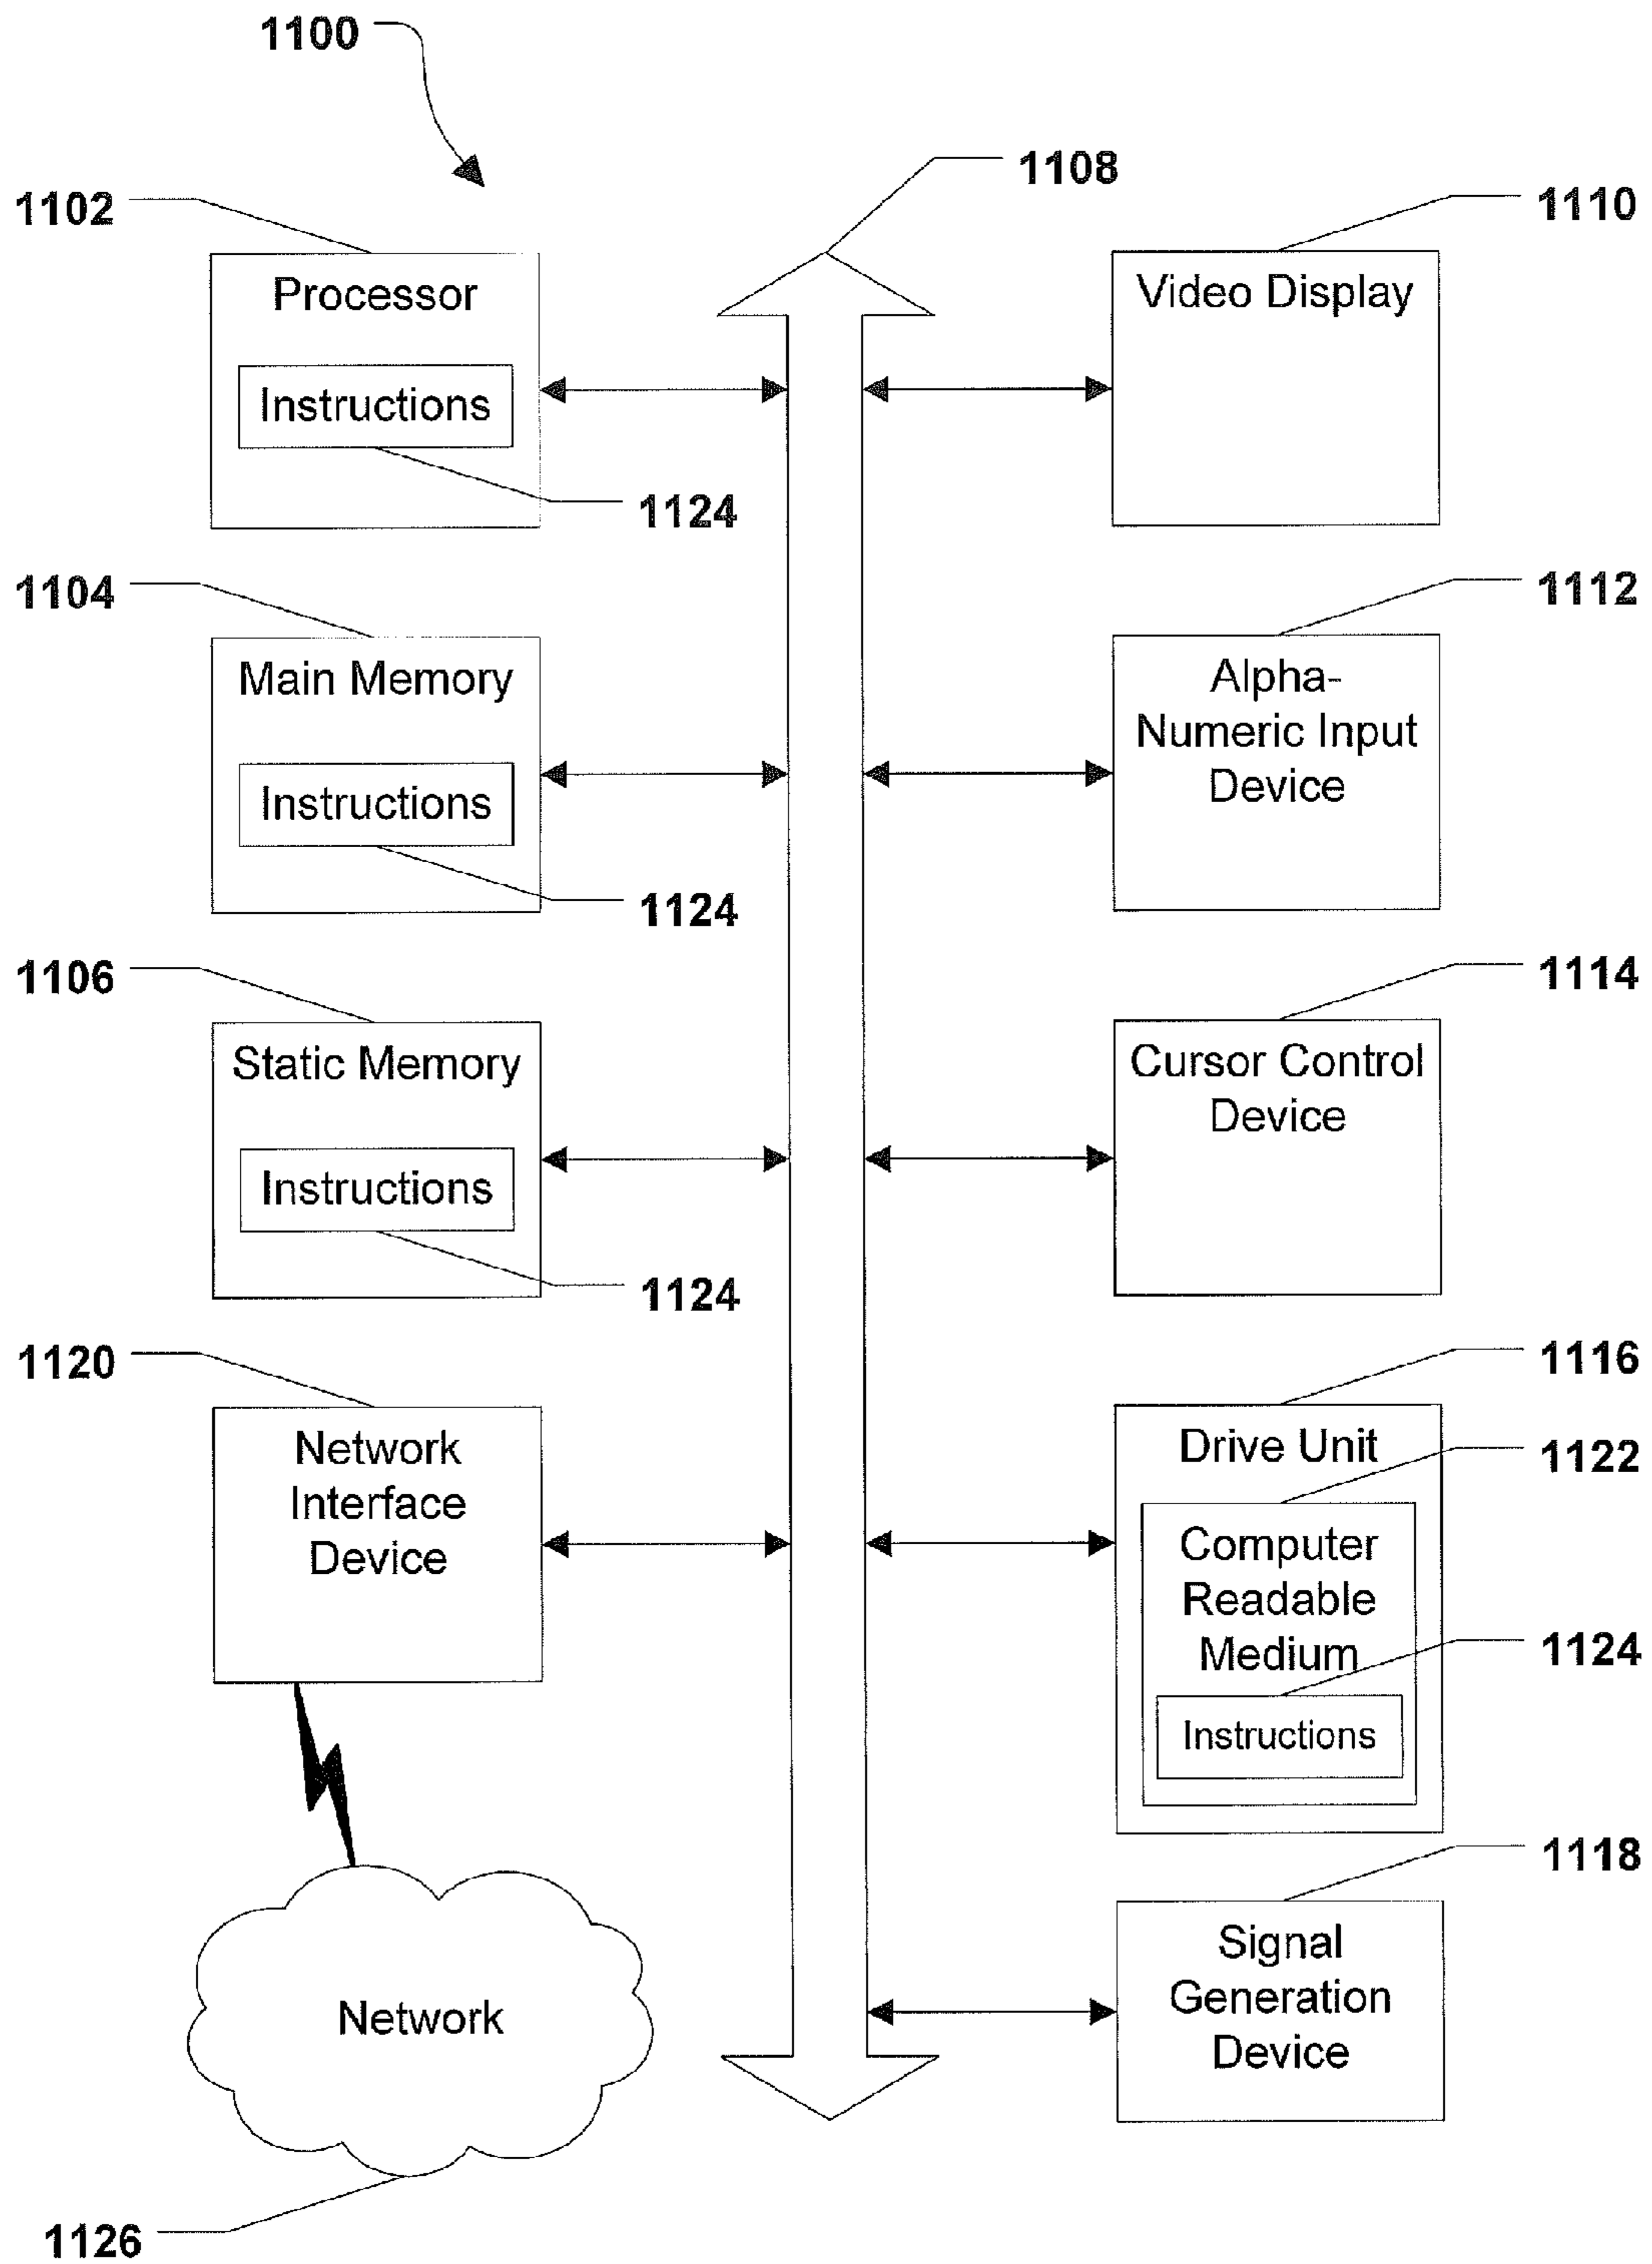 1100
1108
1102
1110
Processor
Video Display
Instructions
1124
1104
1112
Main Memory
Alpha-
Numeric Input
Device
Instructions
1124
1106
1114
Static Memory
Cursor Control
Device
Instructions
1124
1120
1116
Network
Interface
Device
Drive Unit
1122
Computer
Readable
Medium
1124
Instructions
1118
Signal
Generation
Device
Network
1126